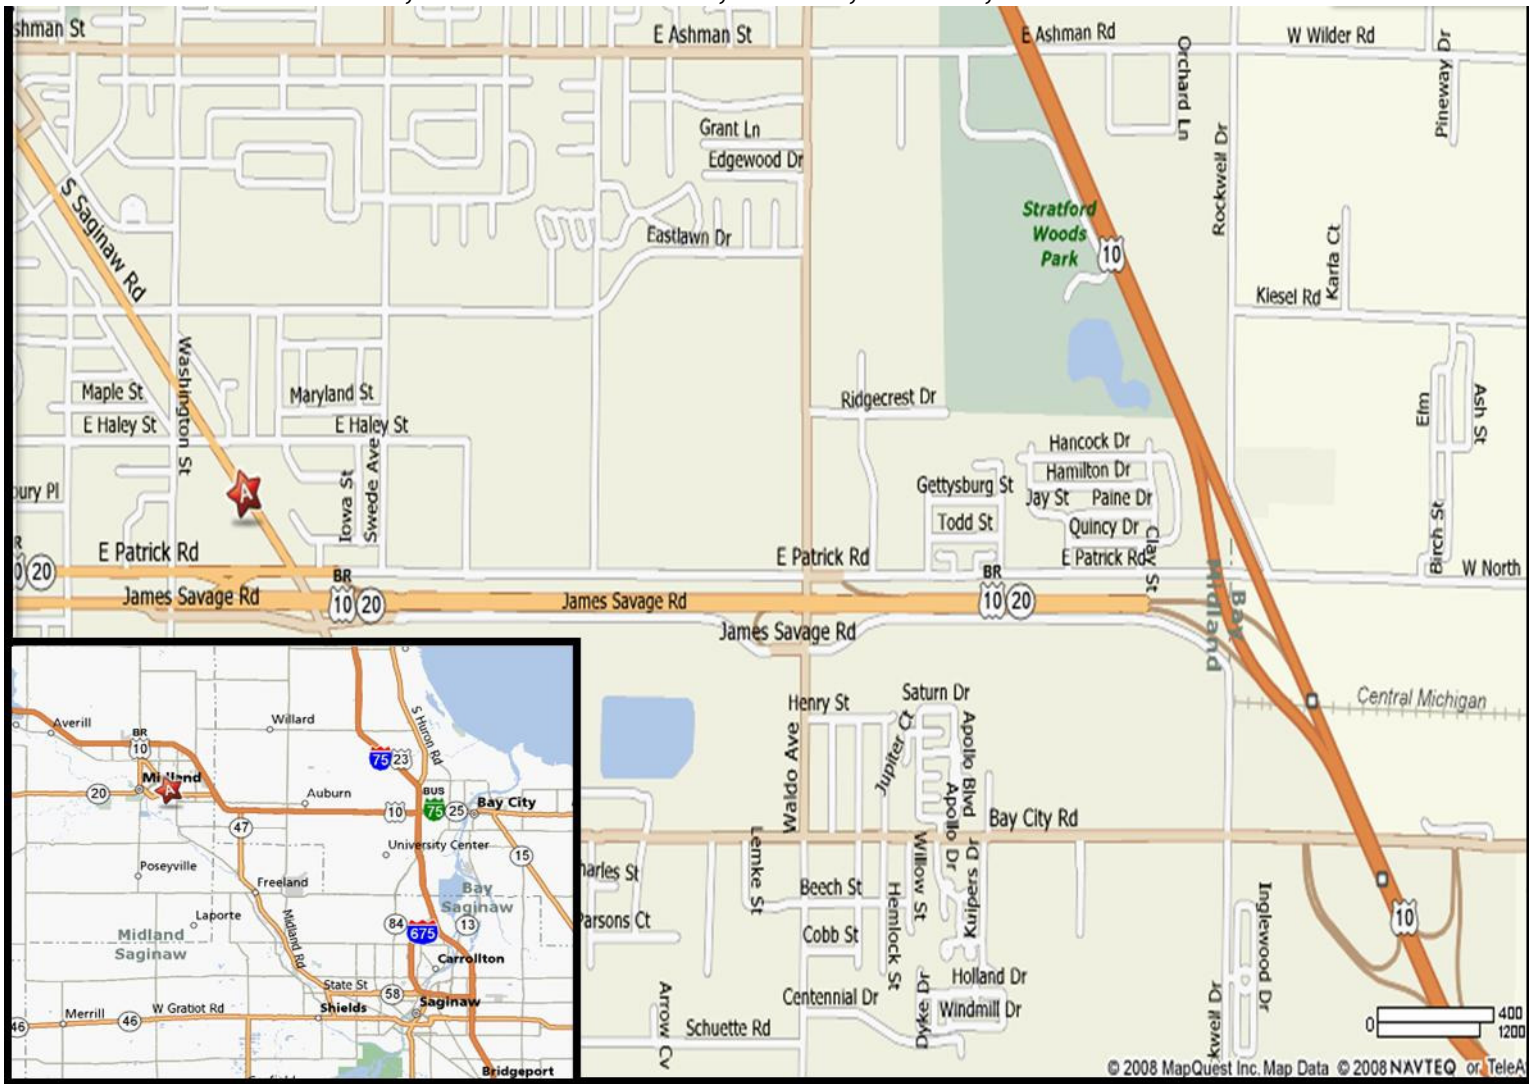 shman St
E Ashman St
E Ashman Rd
W Wilder Rd
Orchard Ln
Pineway Dr
Grant Ln
Edgewood Dr
Rockwell Dr
S Saginaw Rd
Stratford
Woods
Park
10
Eastlawn Dr
Karla Ct
Kiesel Rd
Washington St
Maple St
Maryland St
Ridgecrest Dr
E Haley St
E Haley St
Elm
Ash St
Hancock Dr
Hamilton Dr
Gettysburg St
Jay St
Paine Dr
A
ury Pl
Iowa St
Swede Ave
Todd St
Quincy Dr
Clay St
Birch St
E Patrick Rd
E Patrick Rd
E Patrick Rd
W North
R
0 20
BR
10 20
BR
10 20
James Savage Rd
James Savage Rd
James Savage Rd
Midland
Bay
Central Michigan
Henry St
Saturn Dr
Waldo Ave
Jupiter Ct
Apollo Blvd
Apollo Dr
Bay City Rd
Lemke St
Willow St
Kuipers Dr
harles St
Beech St
Hemlock St
Parsons Ct
Cobb St
Inglewood Dr
10
Holland Dr
Centennial Dr
Dyker Dr
Windmill Dr
Arrow Cv
Schuette Rd
ckwell Dr
0
400
1200
© 2008 MapQuest Inc. Map Data © 2008 NAVTEQ or TeleA
Averill
BR
10
Willard
S Huron Rd
75 23
Midland
A
20
Auburn
10
BUS
75 25
Bay City
47
University Center
15
Poseyville
Freeland
Bay
Saginaw
Laporte
84
675
13
Midland
Saginaw
Midland Rd
Carrollton
State St
58
Saginaw
Merrill
46
46
W Gratiot Rd
Shields
Bridgeport